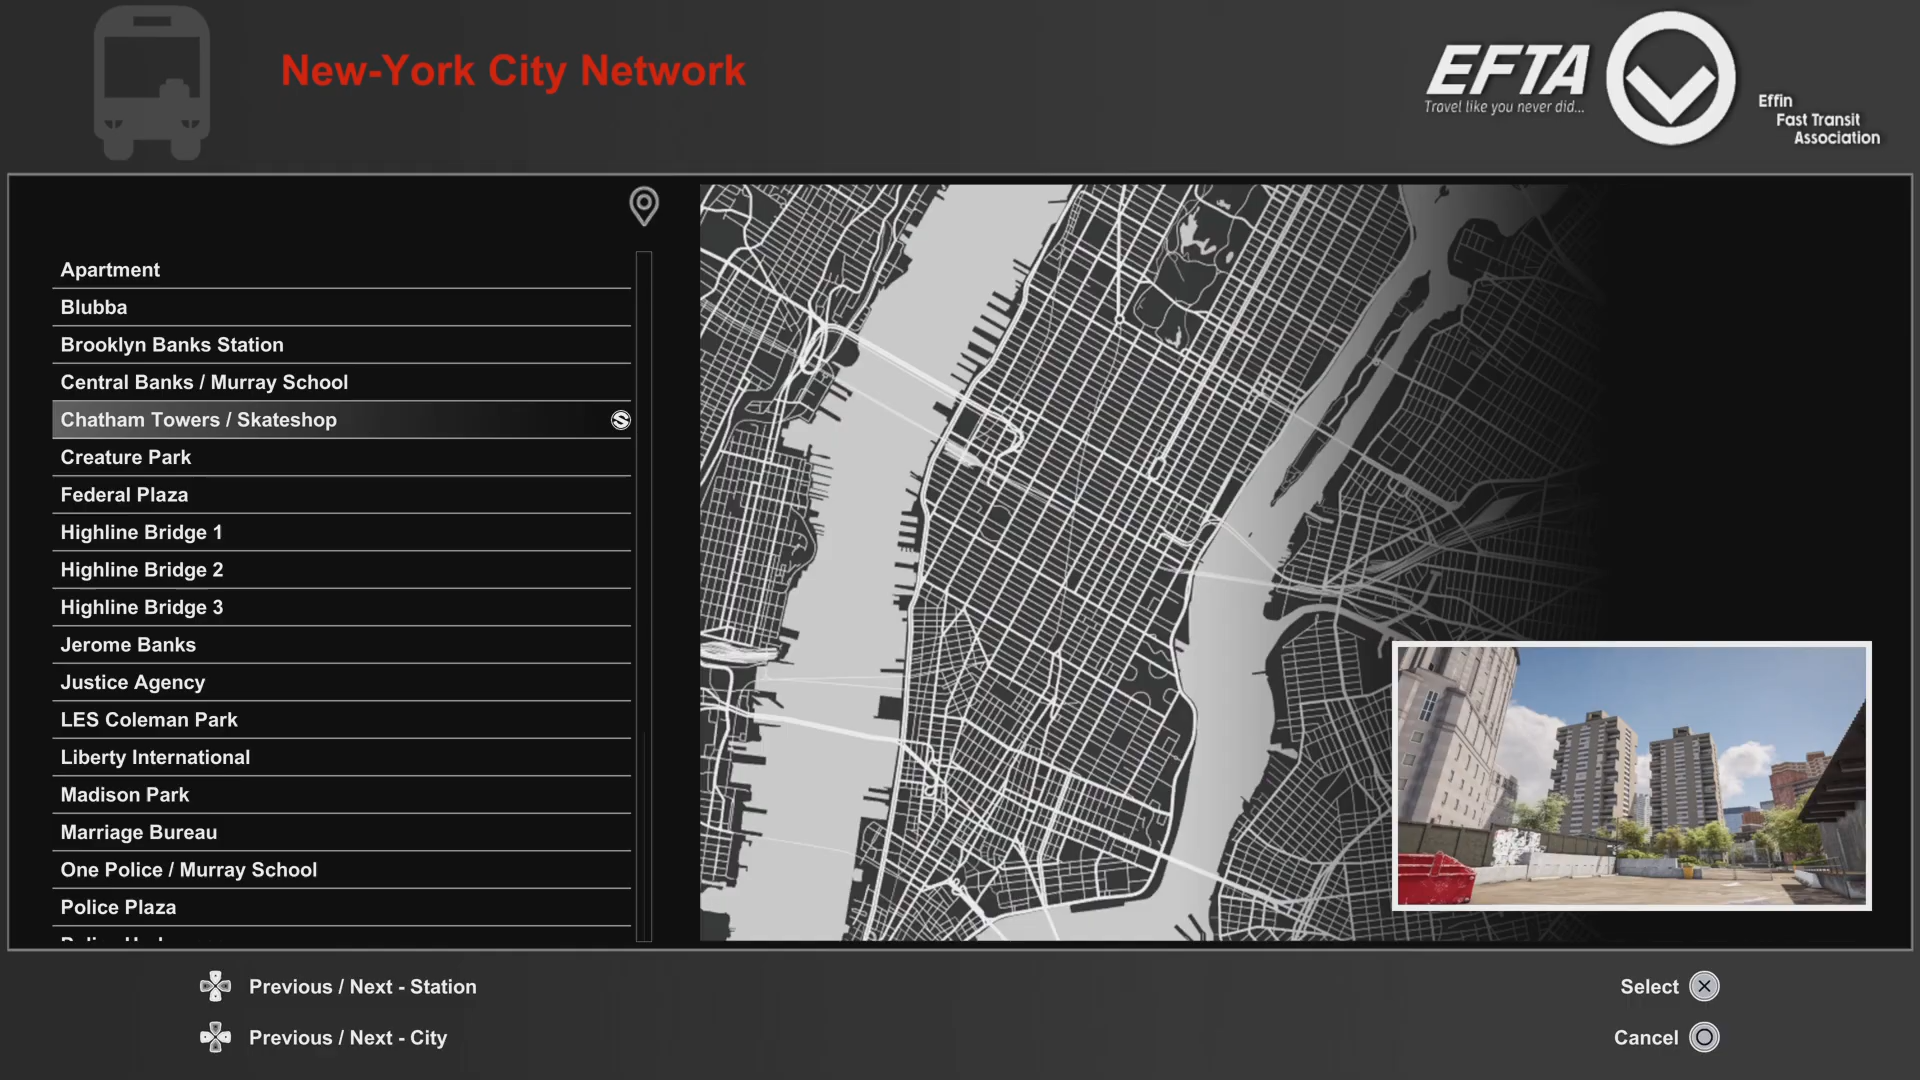 New-York City Network
EFTA
Travel like you never did...
Effin
Fast Transit
Association
Apartment
Blubba
Brooklyn Banks Station
Central Banks / Murray School
Chatham Towers / Skateshop
S
Creature Park
Federal Plaza
Highline Bridge 1
Highline Bridge 2
Highline Bridge 3
Jerome Banks
Justice Agency
LES Coleman Park
Liberty International
Madison Park
Marriage Bureau
One Police / Murray School
Police Plaza
Previous / Next - Station
Previous / Next - City
Select
Cancel